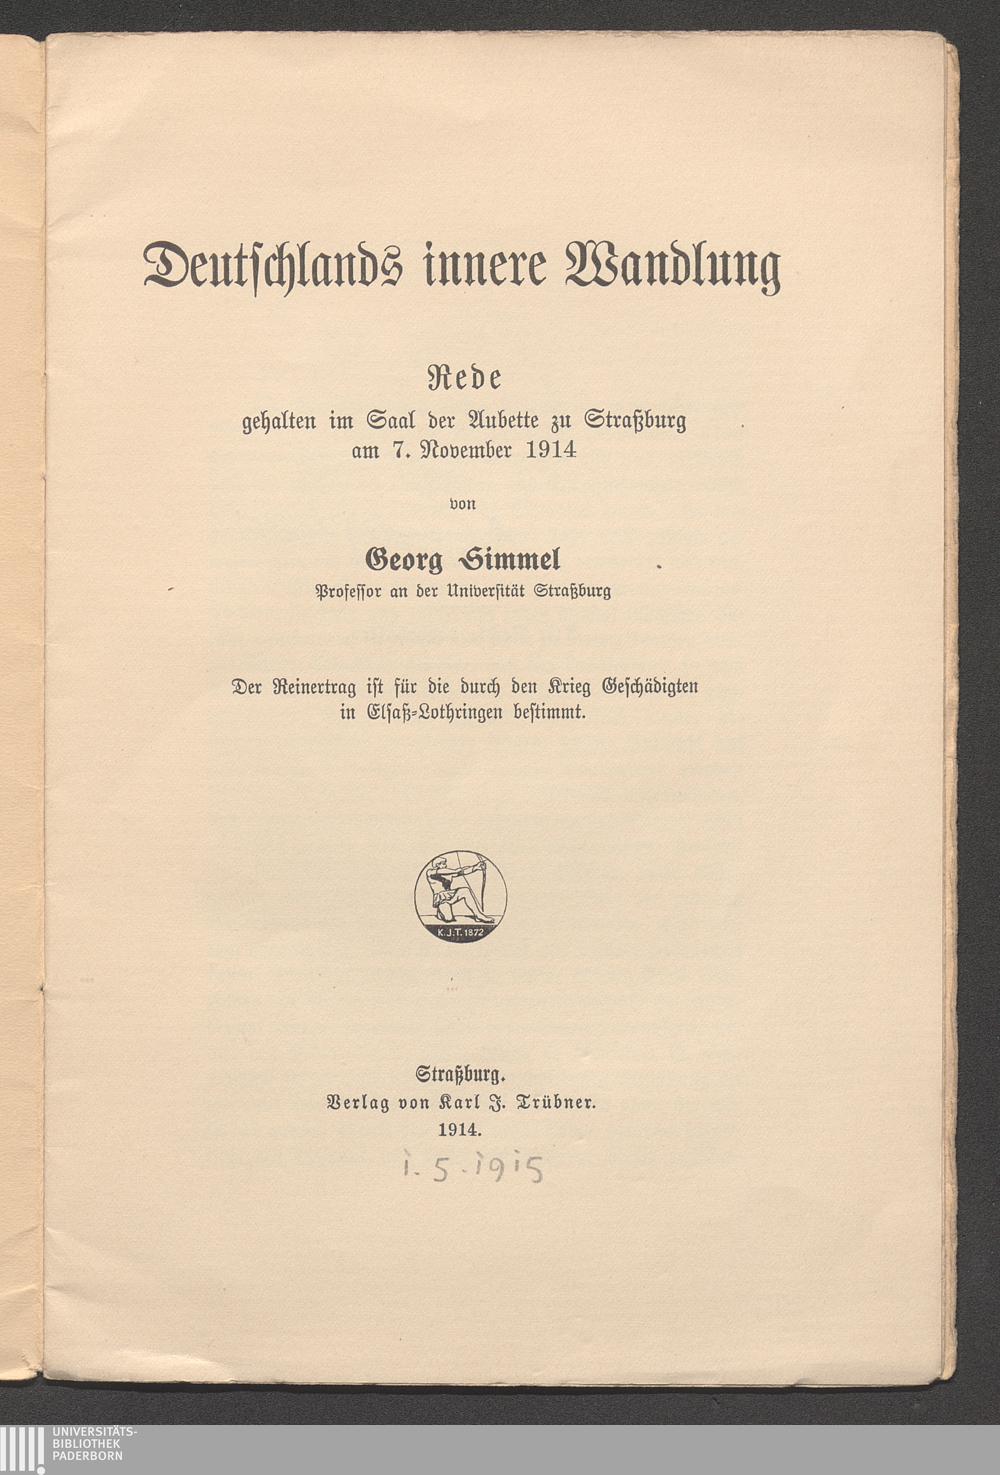 Deutschlands innere Wandlung
Rede
gehalten im Saal der Aubette zu Straßburg
am 7. November 1914
von
Georg Simmel
Professor an der Universität Straßburg
Der Reinertrag ist für die durch den Krieg Geschädigten
in Elsaß-Lothringen bestimmt.
K.J.T. 1872
Straßburg.
Verlag von Karl J. Trübner.
1914.
1.5.1915
UNIVERSITÄTS-
BIBLIOTHEK
PADERBORN